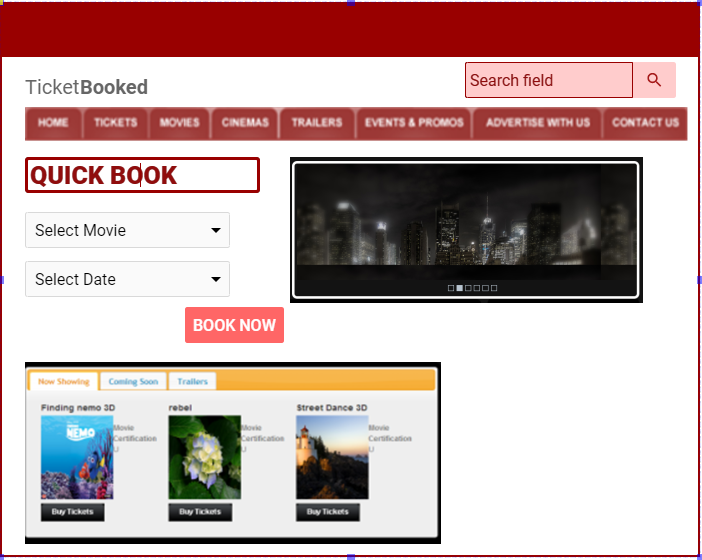 TicketBooked
Search field
HOME TICKETS MOVIES CINEMAS TRAILERS EVENTS & PROMOS ADVERTISE WITH US CONTACT US
QUICK BOOK
Select Movie
Select Date
BOOK NOW
Now Showing Coming Soon Trailers
Finding nemo 3D rebel Street Dance 3D
NEMO
Movie Movie Movie
Certification Certification Certification
U U U
Buy Tickets Buy Tickets Buy Tickets